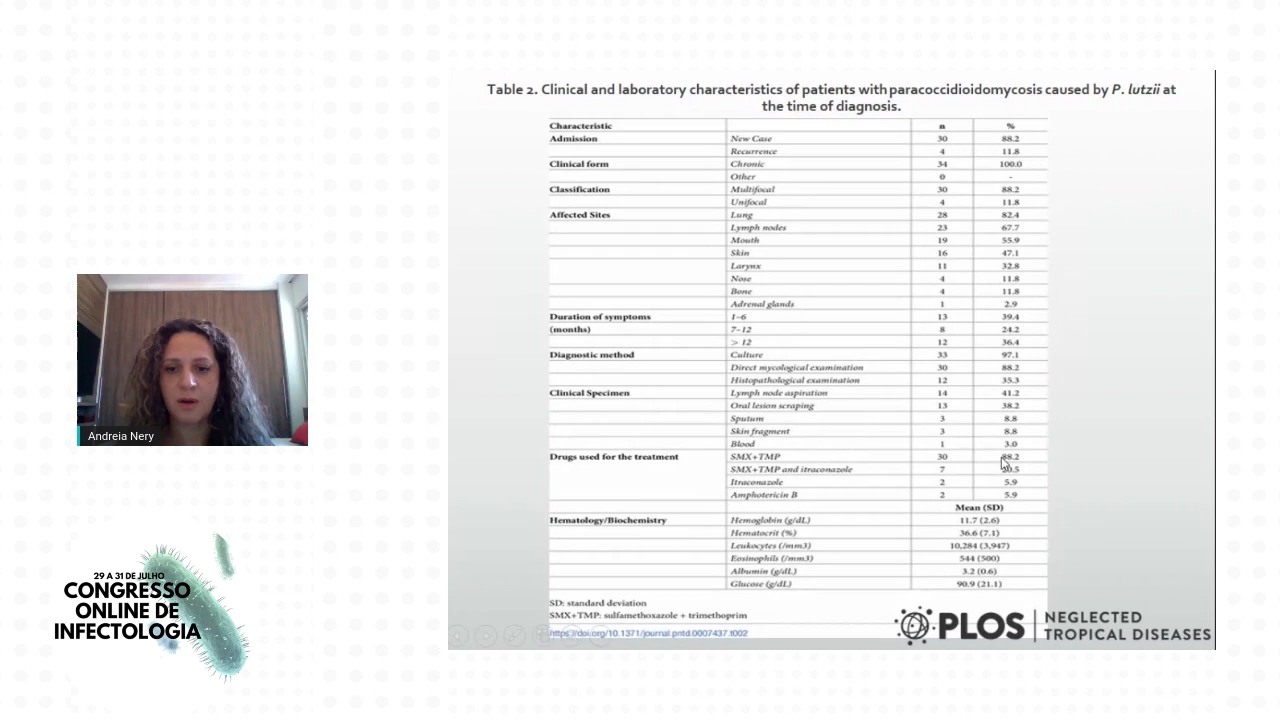 Table 2. Clinical and laboratory characteristics of patients with paracoccidioidomycosis caused by P. lutzii at
the time of diagnosis.
Characteristic n %
Admission New Case 30 88.2
Recurrence 4 11.8
Clinical form Chronic 34 100.0
Other 0 -
Classification Multifocal 30 88.2
Unifocal 4 11.8
Affected Sites Lung 28 82.4
Lymph nodes 23 67.7
Mouth 19 55.9
Skin 16 47.1
Larynx 11 32.8
Nose 4 11.8
Bone 4 11.8
Adrenal glands 1 2.9
Duration of symptoms 1-6 13 39.4
(months) 7-12 8 24.2
> 12 12 36.4
Diagnostic method Culture 33 97.1
Direct mycological examination 30 88.2
Histopathological examination 12 35.3
Clinical Specimen Lymph node aspiration 14 41.2
Oral lesion scraping 13 38.2
Sputum 3 8.8
Skin fragment 3 8.8
Blood 1 3.0
Drugs used for the treatment SMX+TMP 30 88.2
SMX+TMP and itraconazole 7 20.5
Itraconazole 2 5.9
Amphotericin B 2 5.9
Mean (SD)
Hematology/Biochemistry Hemoglobin (g/dL) 11.7 (2.6)
Hematocrit (%) 36.6 (7.1)
Leukocytes (/mm3) 10,284 (3,947)
Eosinophils (/mm3) 544 (500)
Albumin (g/dL) 3.2 (0.6)
Glucose (g/dL) 90.9 (21.1)
SD: standard deviation
SMX+TMP: sulfamethoxazole + trimethoprim
https://doi.org/10.1371/journal.pntd.0007437.t002
PLOS
NEGLECTED
TROPICAL DISEASES
Andreia Nery
29 A 31 DE JULHO
CONGRESSO
ONLINE DE
INFECTOLOGIA